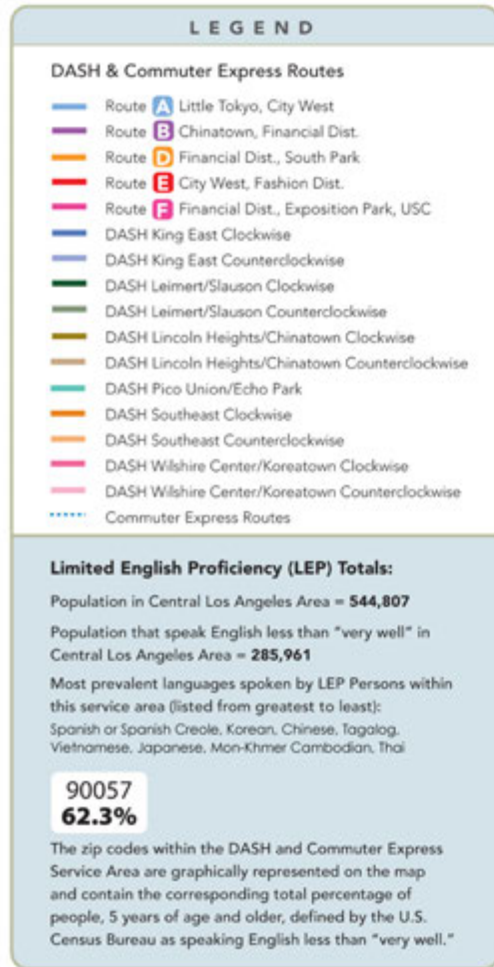 LEGEND
DASH & Commuter Express Routes
Route A Little Tokyo, City West
Route B Chinatown, Financial Dist.
Route D Financial Dist., South Park
Route E City West, Fashion Dist.
Route F Financial Dist., Exposition Park, USC
DASH King East Clockwise
DASH King East Counterclockwise
DASH Leimert/Slauson Clockwise
DASH Leimert/Slauson Counterclockwise
DASH Lincoln Heights/Chinatown Clockwise
DASH Lincoln Heights/Chinatown Counterclockwise
DASH Pico Union/Echo Park
DASH Southeast Clockwise
DASH Southeast Counterclockwise
DASH Wilshire Center/Koreatown Clockwise
DASH Wilshire Center/Koreatown Counterclockwise
Commuter Express Routes
Limited English Proficiency (LEP) Totals:
Population in Central Los Angeles Area = 544,807
Population that speak English less than “very well” in
Central Los Angeles Area = 285,961
Most prevalent languages spoken by LEP Persons within
this service area (listed from greatest to least):
Spanish or Spanish Creole, Korean, Chinese, Tagalog,
Vietnamese, Japanese, Mon-Khmer Cambodian, Thai
90057
62.3%
The zip codes within the DASH and Commuter Express
Service Area are graphically represented on the map
and contain the corresponding total percentage of
people, 5 years of age and older, defined by the U.S.
Census Bureau as speaking English less than “very well.”